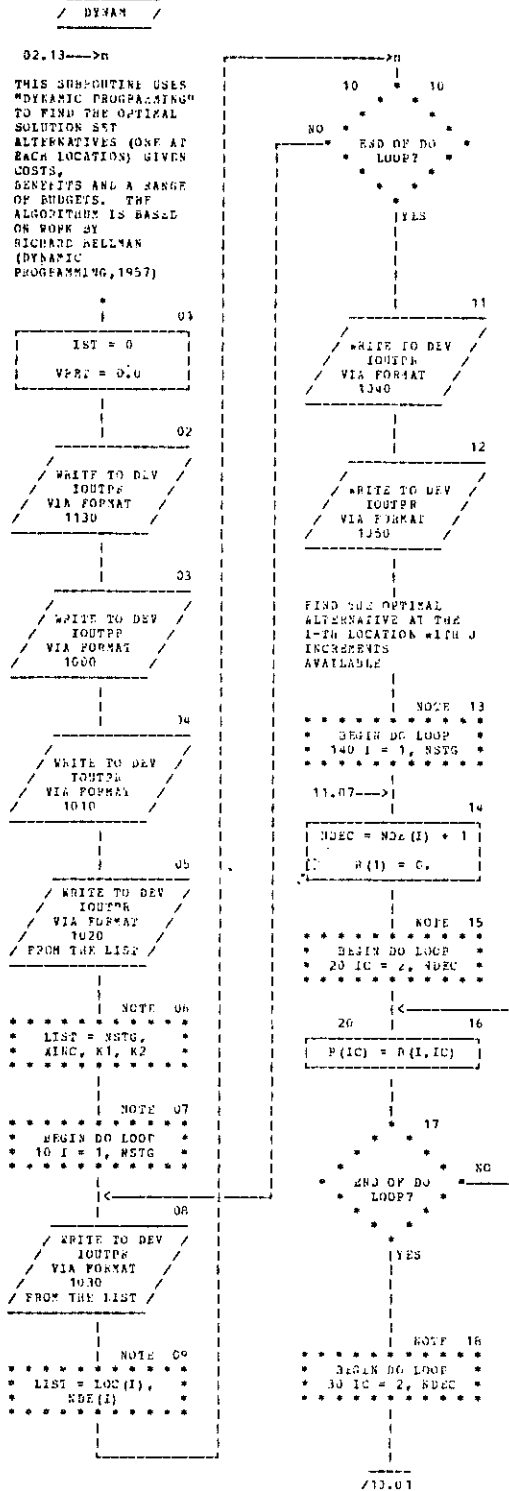 / DYNAM /
02.13--->¤
THIS SUBROUTINE USES
"DYNAMIC PROGRAMMING"
TO FIND THE OPTIMAL
SOLUTION SET
ALTERNATIVES (ONE AT
EACH LOCATION) GIVEN
COSTS,
BENEFITS AND A RANGE
OF BUDGETS. THE
ALGORITHUM IS BASED
ON WORK BY
RICHARD BELLMAN
(DYNAMIC
PROGRAMMING,1957)
01
IST = 0
= 0.0
02
WRITE TO DEV
IOUTPR
VIA FORMAT
1130
03
WRITE TO DEV
IOUTPR
VIA FORMAT
1000
04
WRITE TO DEV
IOUTPR
VIA FORMAT
1010
05
WRITE TO DEV
IOUTPR
VIA FORMAT
1020
FROM THE LIST
NOTE 06
LIST = NSTG,
XINC, K1, K2
NOTE 07
BEGIN DO LOOP
10 I = 1, NSTG
08
WRITE TO DEV
IOUTPR
VIA FORMAT
1030
FROM THE LIST
NOTE 09
LIST = LOC(I),
NDE(I)
10 10
END OF DO
LOOP?
NO
YES
11
WRITE TO DEV
IOUTPR
VIA FORMAT
1040
12
WRITE TO DEV
IOUTPR
VIA FORMAT
1050
FIND THE OPTIMAL
ALTERNATIVE AT THE
I-TH LOCATION WITH J
INCREMENTS
AVAILABLE
NOTE 13
BEGIN DO LOOP
140 I = 1, NSTG
11.07--->
14
NDEC = NDE(I) + 1
R(1) = 0.
NOTE 15
BEGIN DO LOOP
20 IC = 2, NDEC
20 16
R(IC) = B(I,IC)
17
END OF DO
LOOP?
NO
YES
NOTE 18
BEGIN DO LOOP
30 IC = 2, NDEC
/10.01